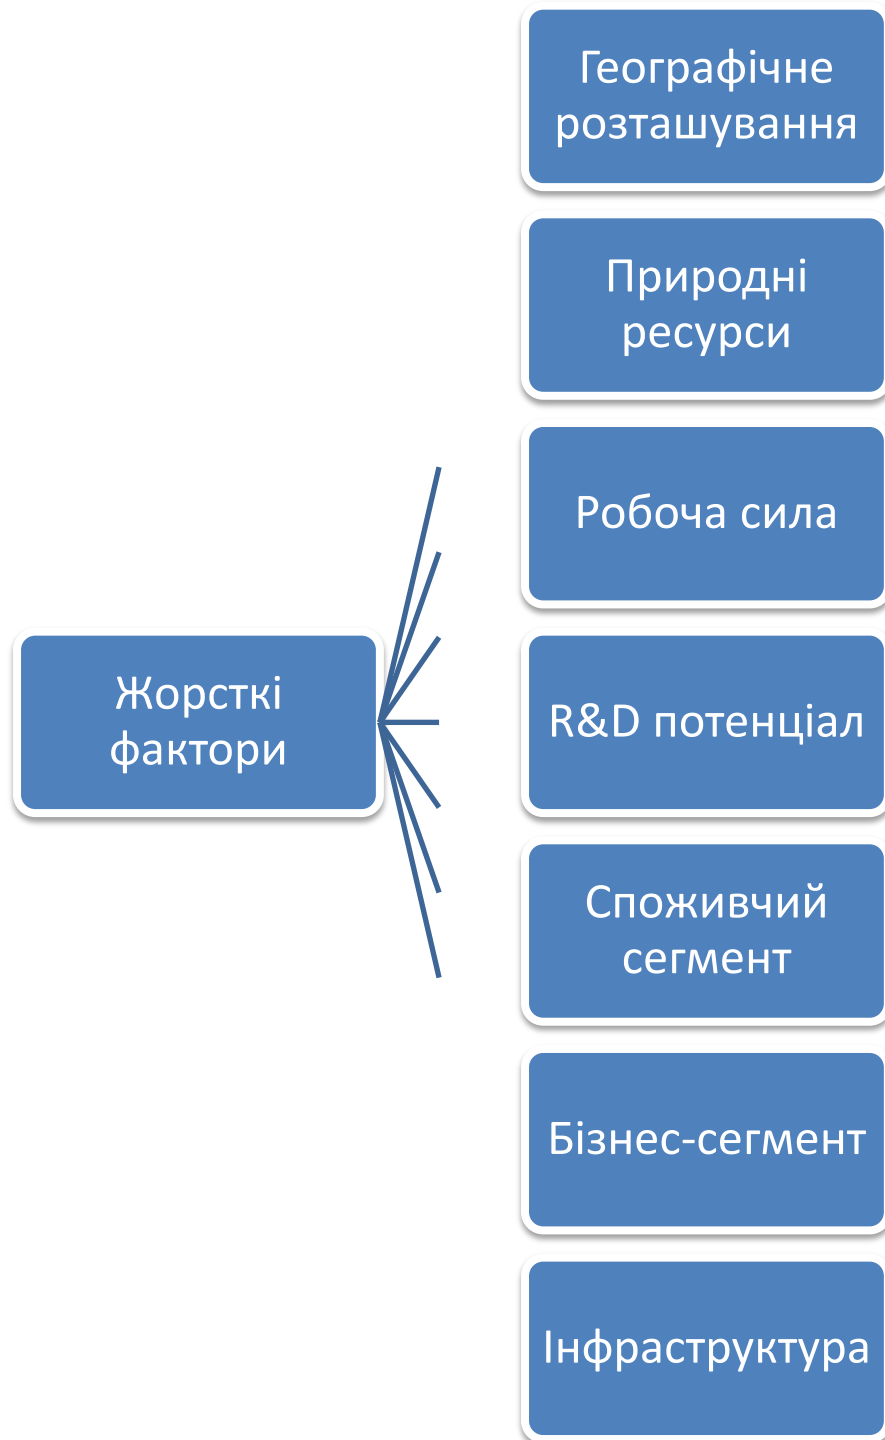 Географічне
розташування
Природні
ресурси
Робоча сила
Жорсткі
фактори
R&D потенціал
Споживчий
сегмент
Бізнес-сегмент
Інфраструктура